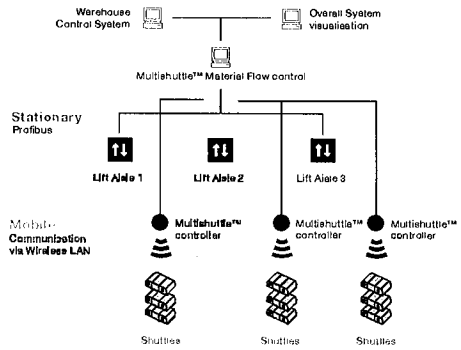 Warehouse
Control System
Overall System
visualisation
Multishuttle™ Material Flow control
Stationary
Profibus
Lift Aisle 1
Lift Aisle 2
Lift Aisle 3
Mobile
Communication
via Wireless LAN
Multishuttle™
controller
Multishuttle™
controller
Multishuttle™
controller
Shuttles
Shuttles
Shuttles